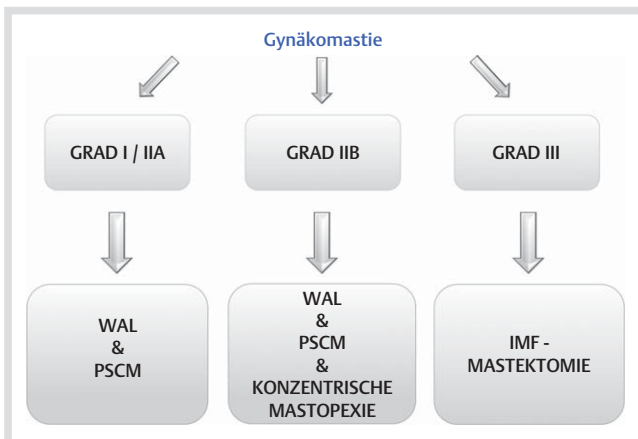 Gynäkomastie
GRAD I / IIA
GRAD IIB
GRAD III
WAL
&
PSCM
WAL
&
PSCM
&
KONZENTRISCHE
MASTOPEXIE
IMF -
MASTEKTOMIE